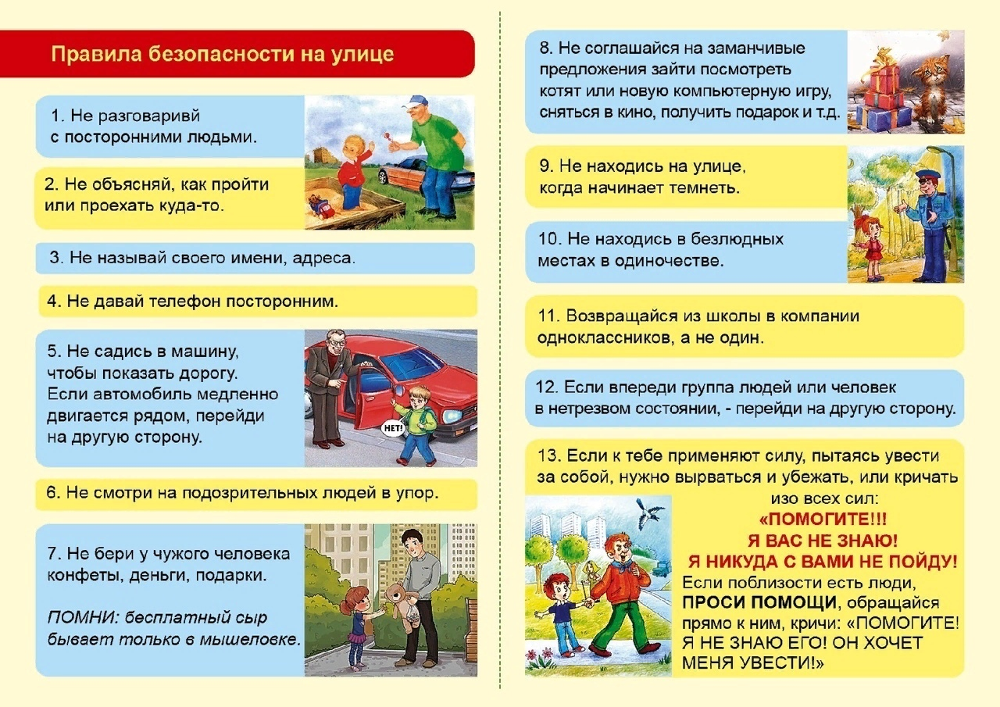 Правила безопасности на улице
1. Не разговаривй
с посторонними людьми.
2. Не объясняй, как пройти
или проехать куда-то.
3. Не называй своего имени, адреса.
4. Не давай телефон посторонним.
5. Не садись в машину,
чтобы показать дорогу.
Если автомобиль медленно
двигается рядом, перейди
на другую сторону.
НЕТ!
6. Не смотри на подозрительных людей в упор.
7. Не бери у чужого человека
конфеты, деньги, подарки.
ПОМНИ: бесплатный сыр
бывает только в мышеловке.
8. Не соглашайся на заманчивые
предложения зайти посмотреть
котят или новую компьютерную игру,
сняться в кино, получить подарок и т.д.
9. Не находись на улице,
когда начинает темнеть.
10. Не находись в безлюдных
местах в одиночестве.
11. Возвращайся из школы в компании
одноклассников, а не один.
12. Если впереди группа людей или человек
в нетрезвом состоянии, - перейди на другую сторону.
13. Если к тебе применяют силу, пытаясь увести
за собой, нужно вырваться и убежать, или кричать
изо всех сил:
«ПОМОГИТЕ!!!
Я ВАС НЕ ЗНАЮ!
Я НИКУДА С ВАМИ НЕ ПОЙДУ!
Если поблизости есть люди,
ПРОСИ ПОМОЩИ, обращайся
прямо к ним, кричи: «ПОМОГИТЕ!
Я НЕ ЗНАЮ ЕГО! ОН ХОЧЕТ
МЕНЯ УВЕСТИ!»